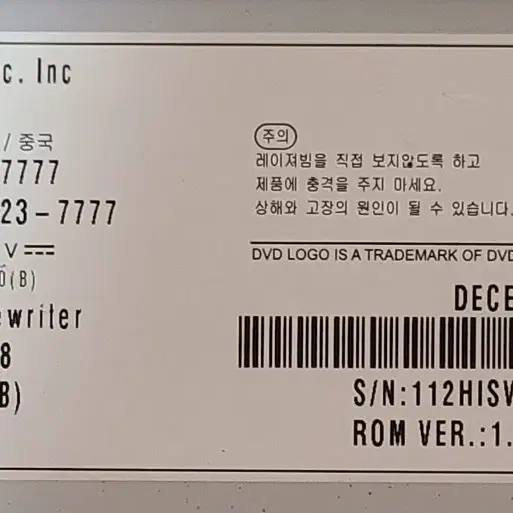 c. Inc
/ 중국
7777
23-7777
V
(B)
ewriter
8
B)
주의
레이져빔을 직접 보지않도록 하고
제품에 충격을 주지 마세요.
상해와 고장의 원인이 될 수 있습니다.
DVD LOGO IS A TRADEMARK OF DVD
DECE
S/N:112HISV
ROM VER.:1.